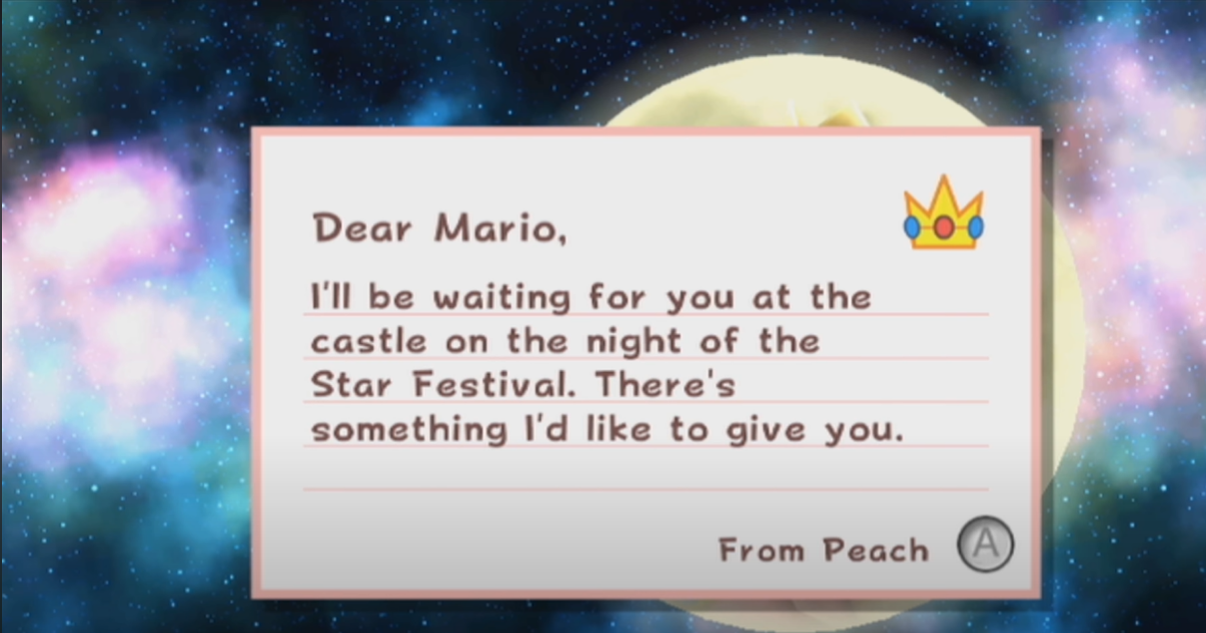 Dear Mario,
I'll be waiting for you at the
castle on the night of the
Star Festival. There's
something I'd like to give you.
From Peach
A